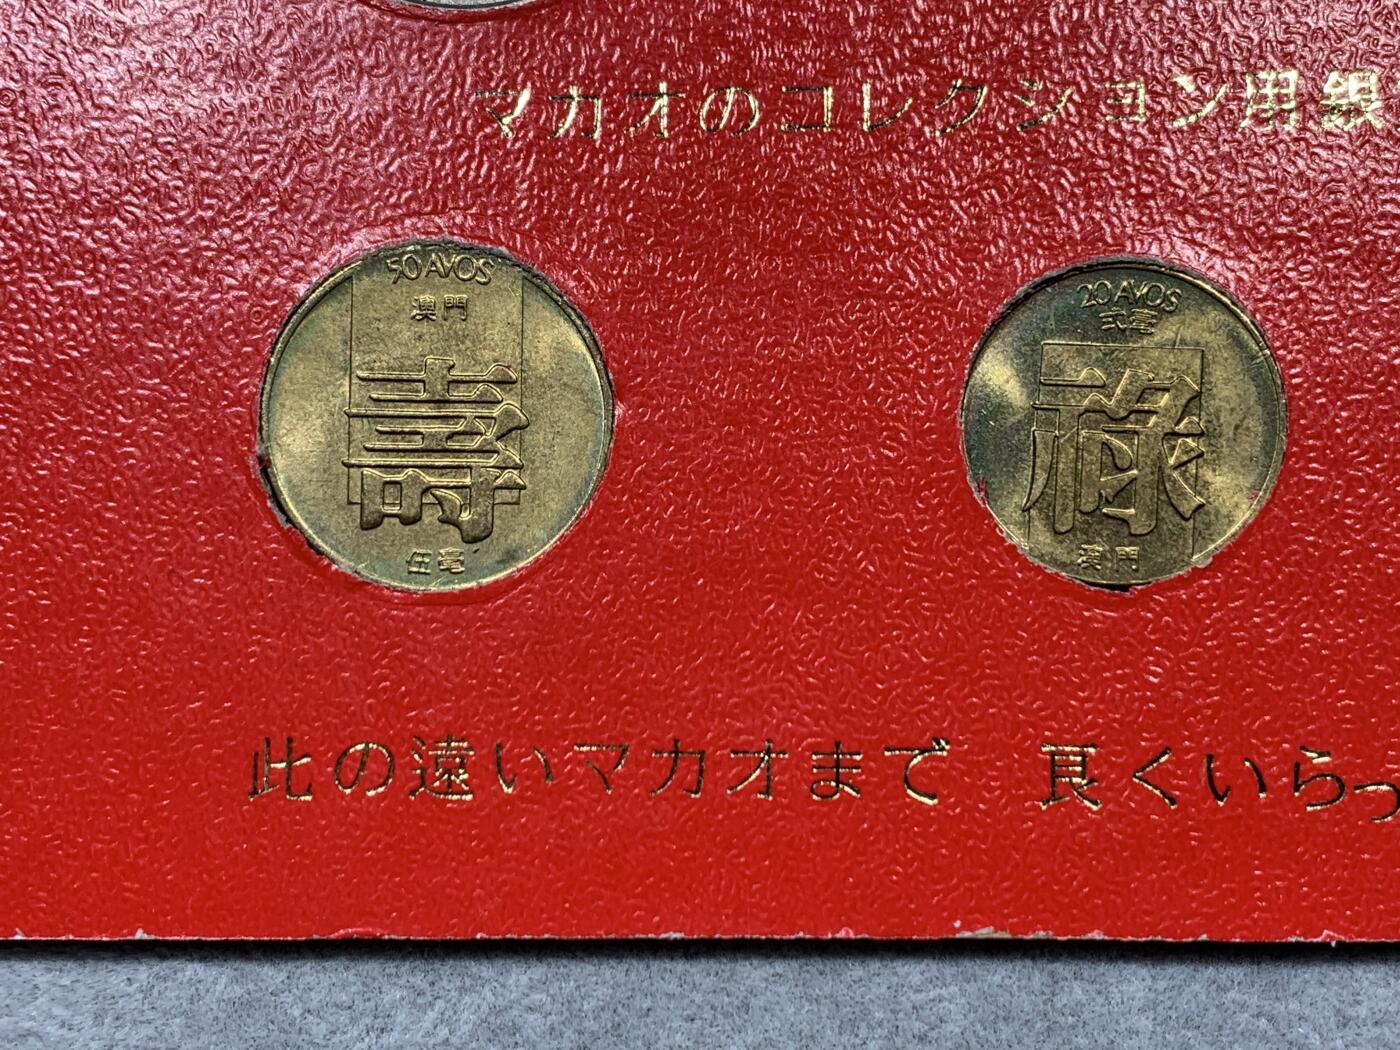 マカオのコレクション用銀
50 AVOS
澳門
壽
伍毫
20 AVOS
弍毫
祿
澳門
此の遠いマカオまで 良くいらっ